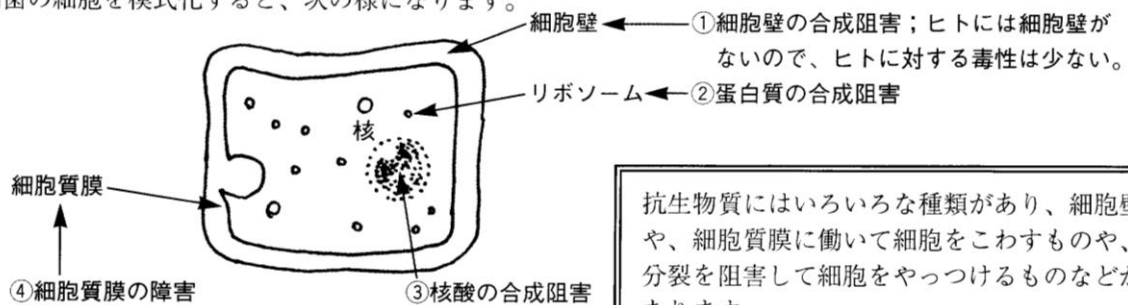 菌の細胞を模式化すると、次の様になります。
細胞壁
①細胞壁の合成阻害；ヒトには細胞壁が
ないので、ヒトに対する毒性は少ない。
リボソーム
②蛋白質の合成阻害
核
細胞質膜
④細胞質膜の障害
③核酸の合成阻害
抗生物質にはいろいろな種類があり、細胞壁
や、細胞質膜に働いて細胞をこわすものや、
分裂を阻害して細胞をやっつけるものなどが